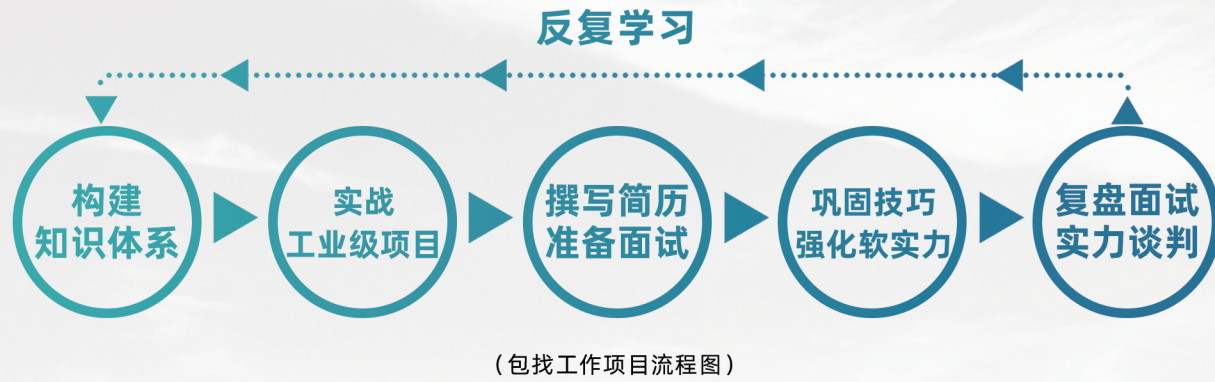 反复学习
构建
知识体系
实战
工业级项目
撰写简历
准备面试
巩固技巧
强化软实力
复盘面试
实力谈判
（包找工作项目流程图）